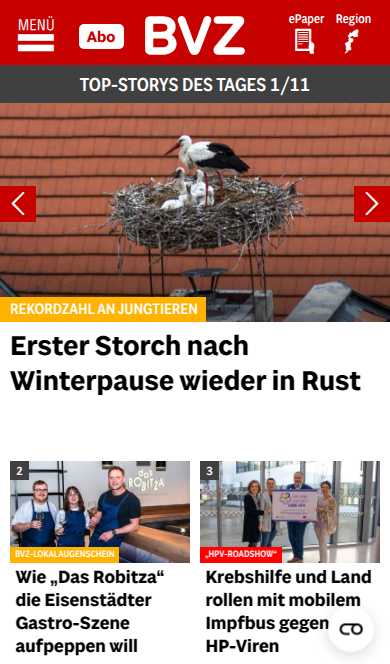 MENÜ
Abo
BVZ
ePaper
Region
TOP-STORYS DES TAGES 1/11
REKORDZAHL AN JUNGTIEREN
Erster Storch nach
Winterpause wieder in Rust
2
DAS
ROBITZA
BVZ-LOKALAUGENSCHEIN
Wie „Das Robitza“
die Eisenstädter
Gastro-Szene
aufpeppen will
3
„HPV-ROADSHOW“
Krebshilfe und Land
rollen mit mobilem
Impfbus gegen
HP-Viren